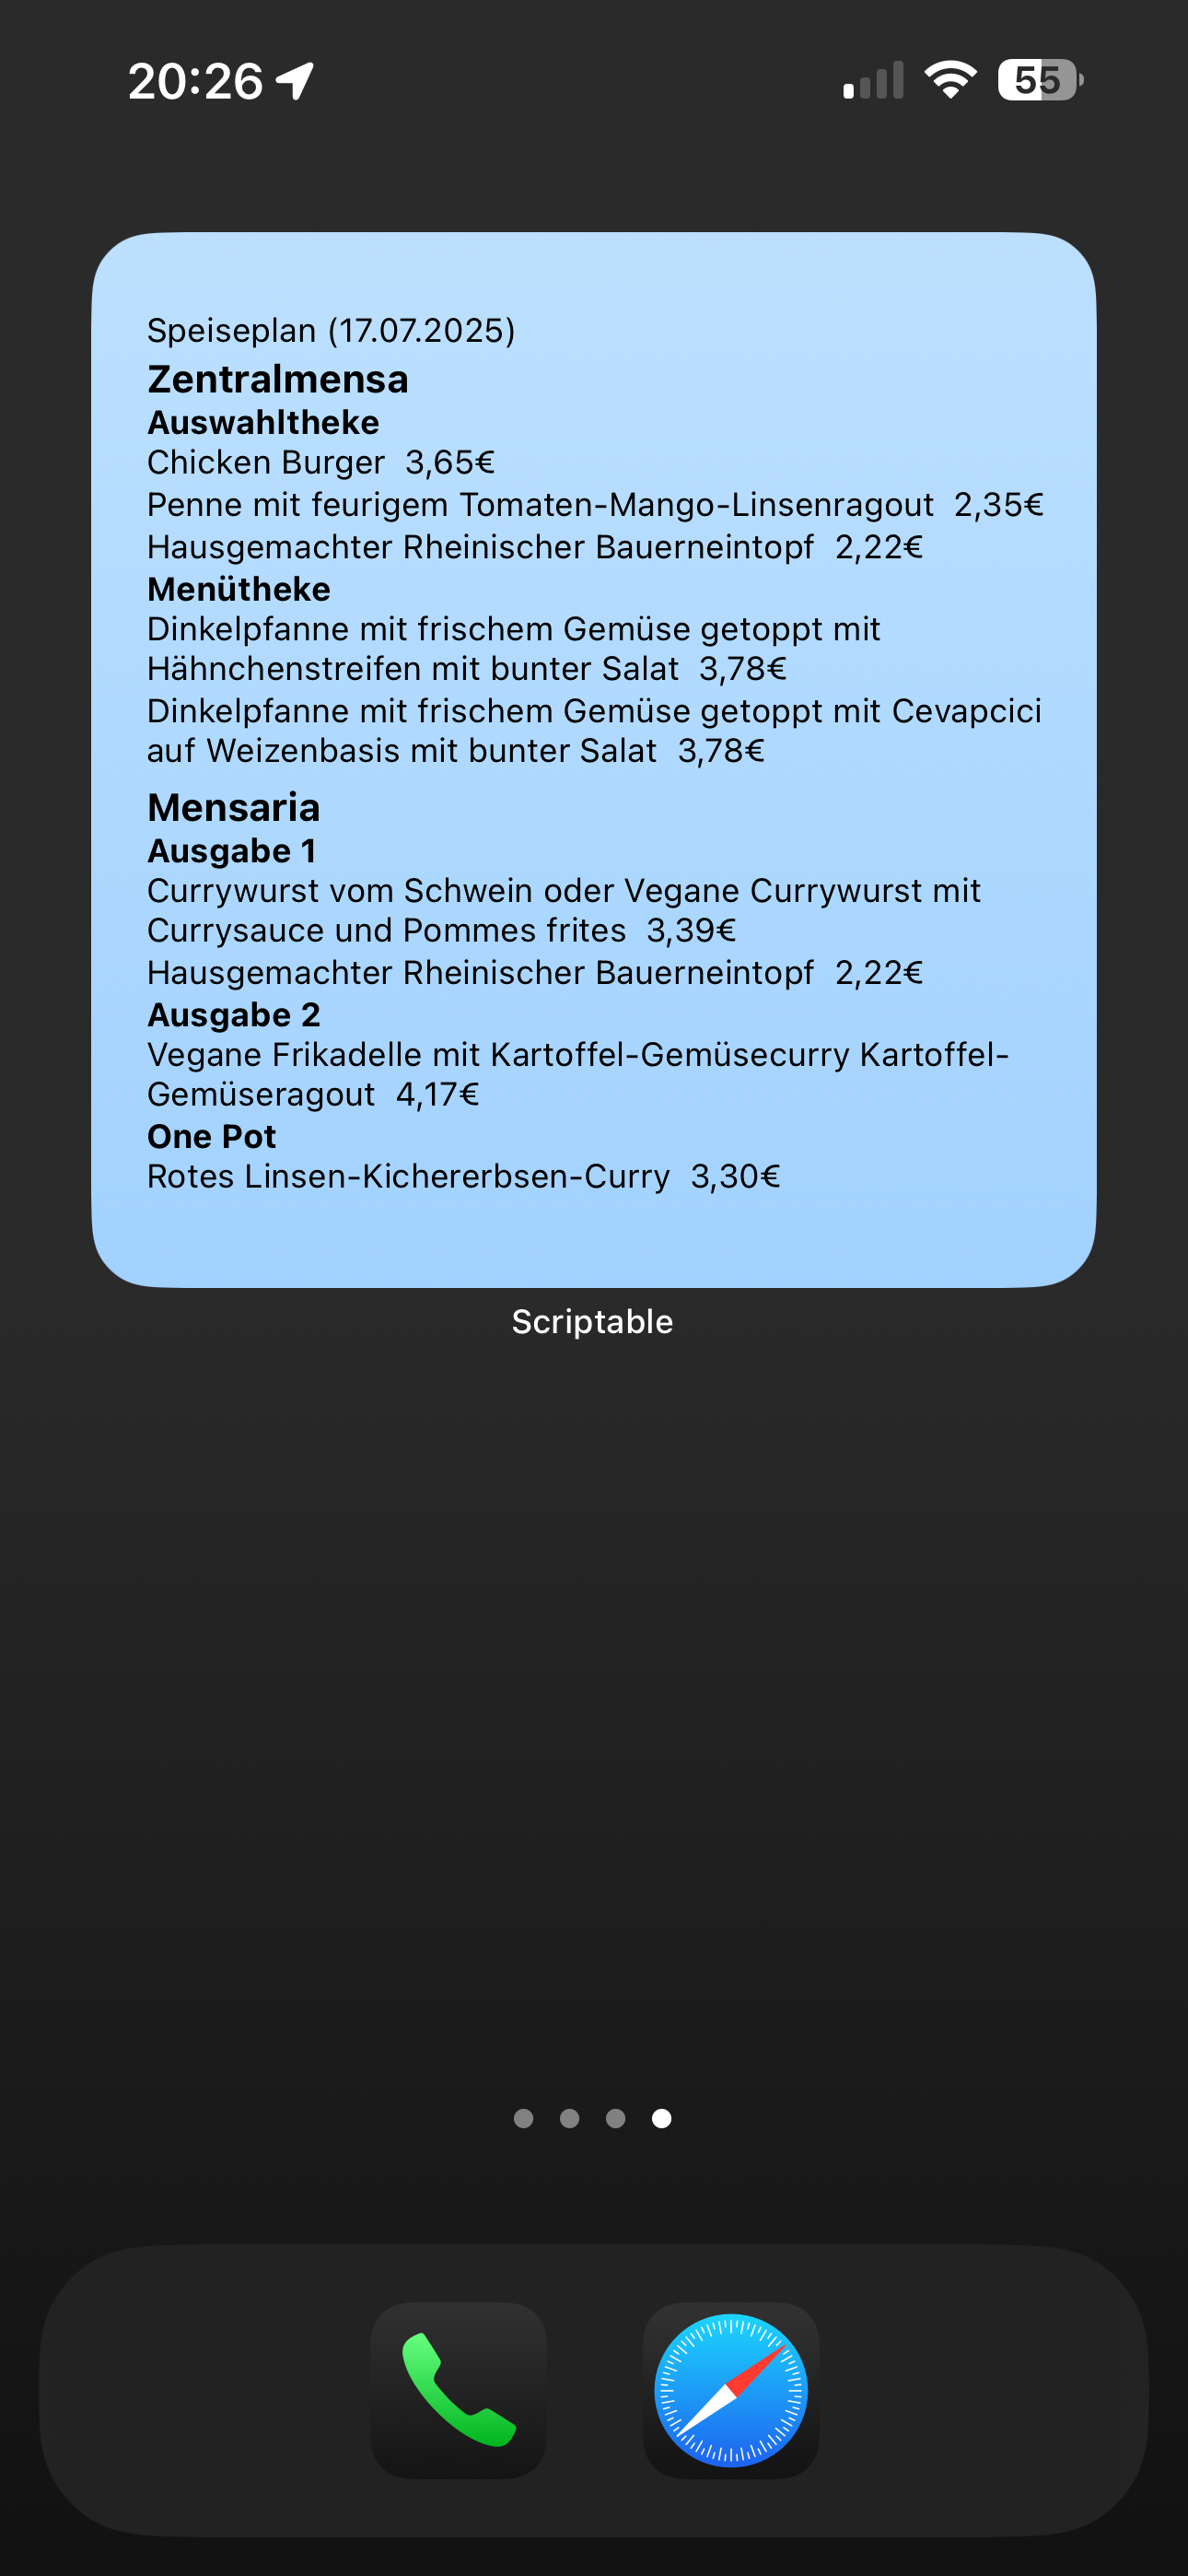 20:26
55
Speiseplan (17.07.2025)
Zentralmensa
Auswahltheke
Chicken Burger 3,65€
Penne mit feurigem Tomaten-Mango-Linsenragout 2,35€
Hausgemachter Rheinischer Bauerneintopf 2,22€
Menütheke
Dinkelpfanne mit frischem Gemüse getoppt mit
Hähnchenstreifen mit bunter Salat 3,78€
Dinkelpfanne mit frischem Gemüse getoppt mit Cevapcici
auf Weizenbasis mit bunter Salat 3,78€
Mensaria
Ausgabe 1
Currywurst vom Schwein oder Vegane Currywurst mit
Currysauce und Pommes frites 3,39€
Hausgemachter Rheinischer Bauerneintopf 2,22€
Ausgabe 2
Vegane Frikadelle mit Kartoffel-Gemüsecurry Kartoffel-
Gemüseragout 4,17€
One Pot
Rotes Linsen-Kichererbsen-Curry 3,30€
Scriptable